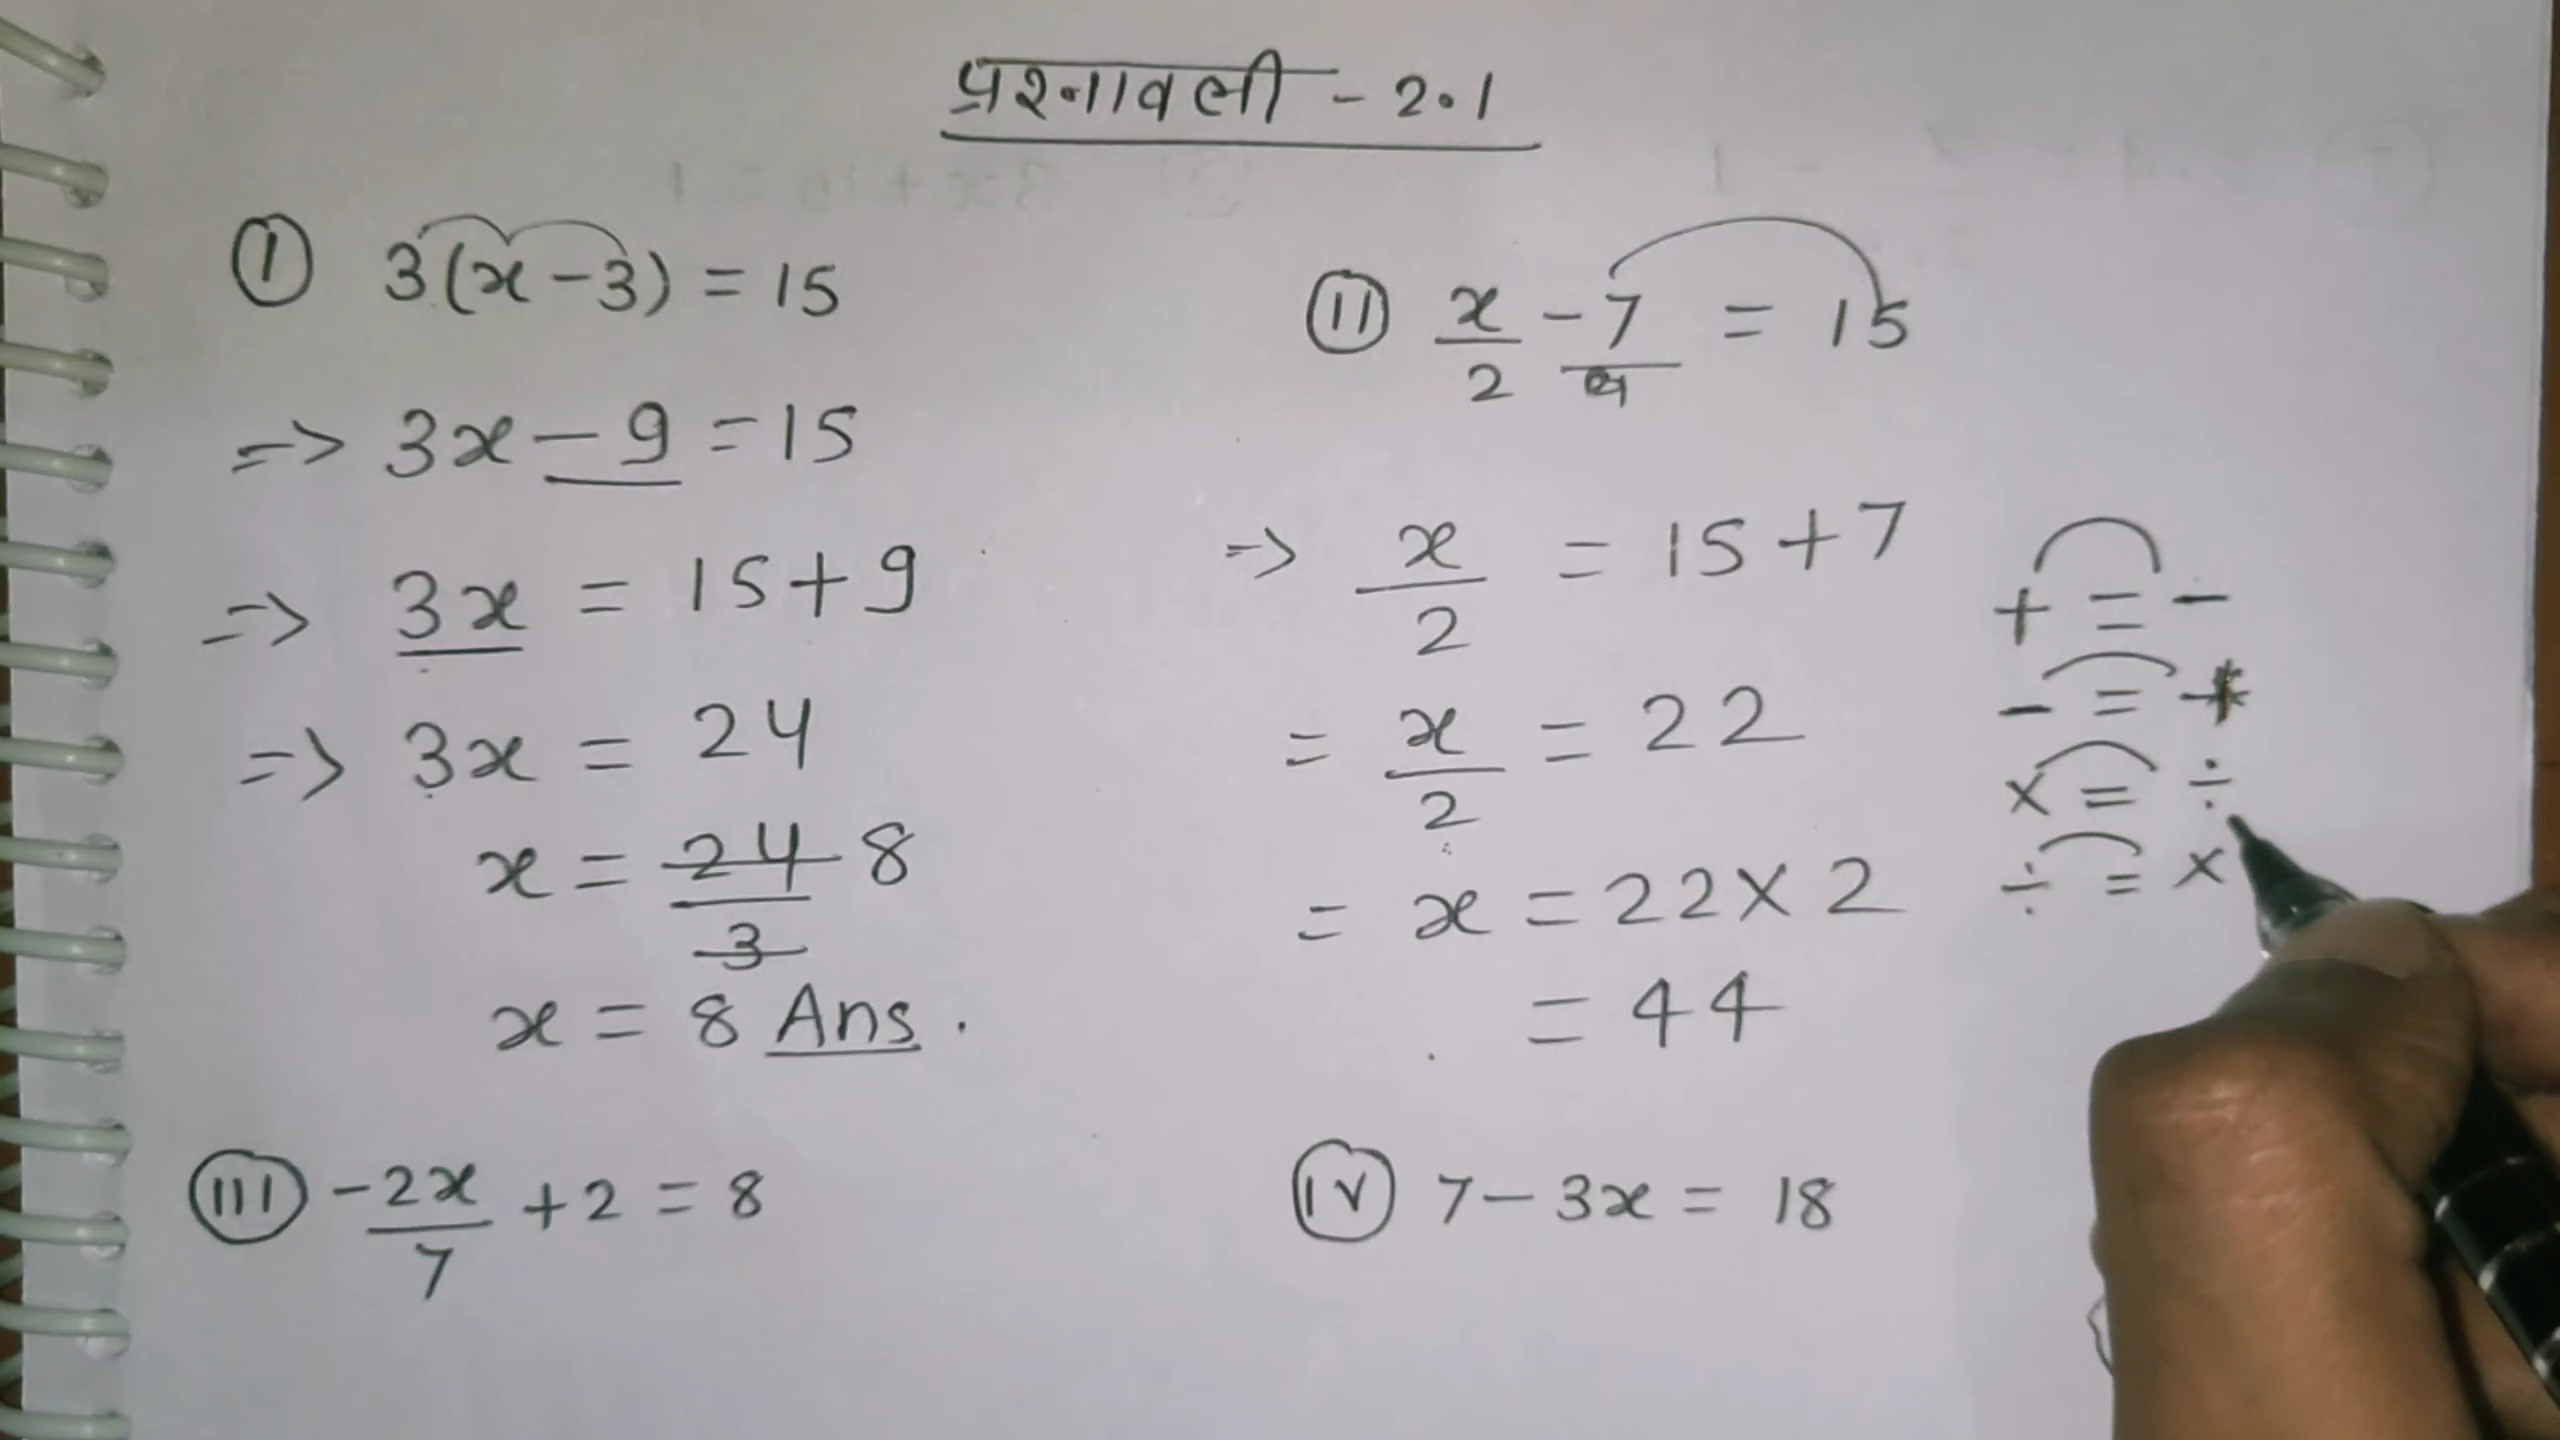 प्रश्नावली - 2.1
(I) 3(x-3) = 15
=> 3x - 9 = 15
=> 3x = 15+9
=> 3x = 24
x = 24/3 8
x = 8 Ans.
(II) x/2 - 7 = 15
=> x/2 = 15+7
= x/2 = 22
= x = 22×2
= 44
+ = -
- = +
× = ÷
÷ = ×
(III) -2x/7 + 2 = 8
(IV) 7-3x = 18